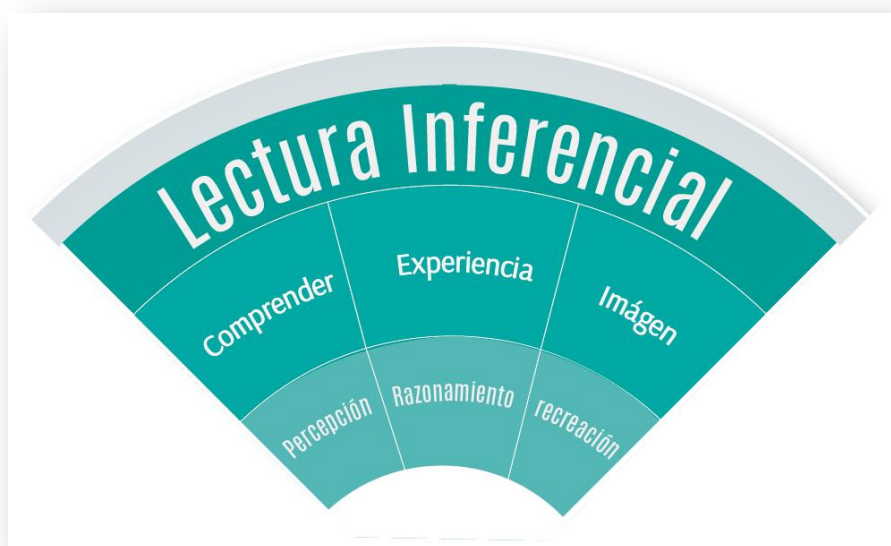 Lectura Inferencial
Comprender
Experiencia
Imágen
Percepción
Razonamiento
recreación